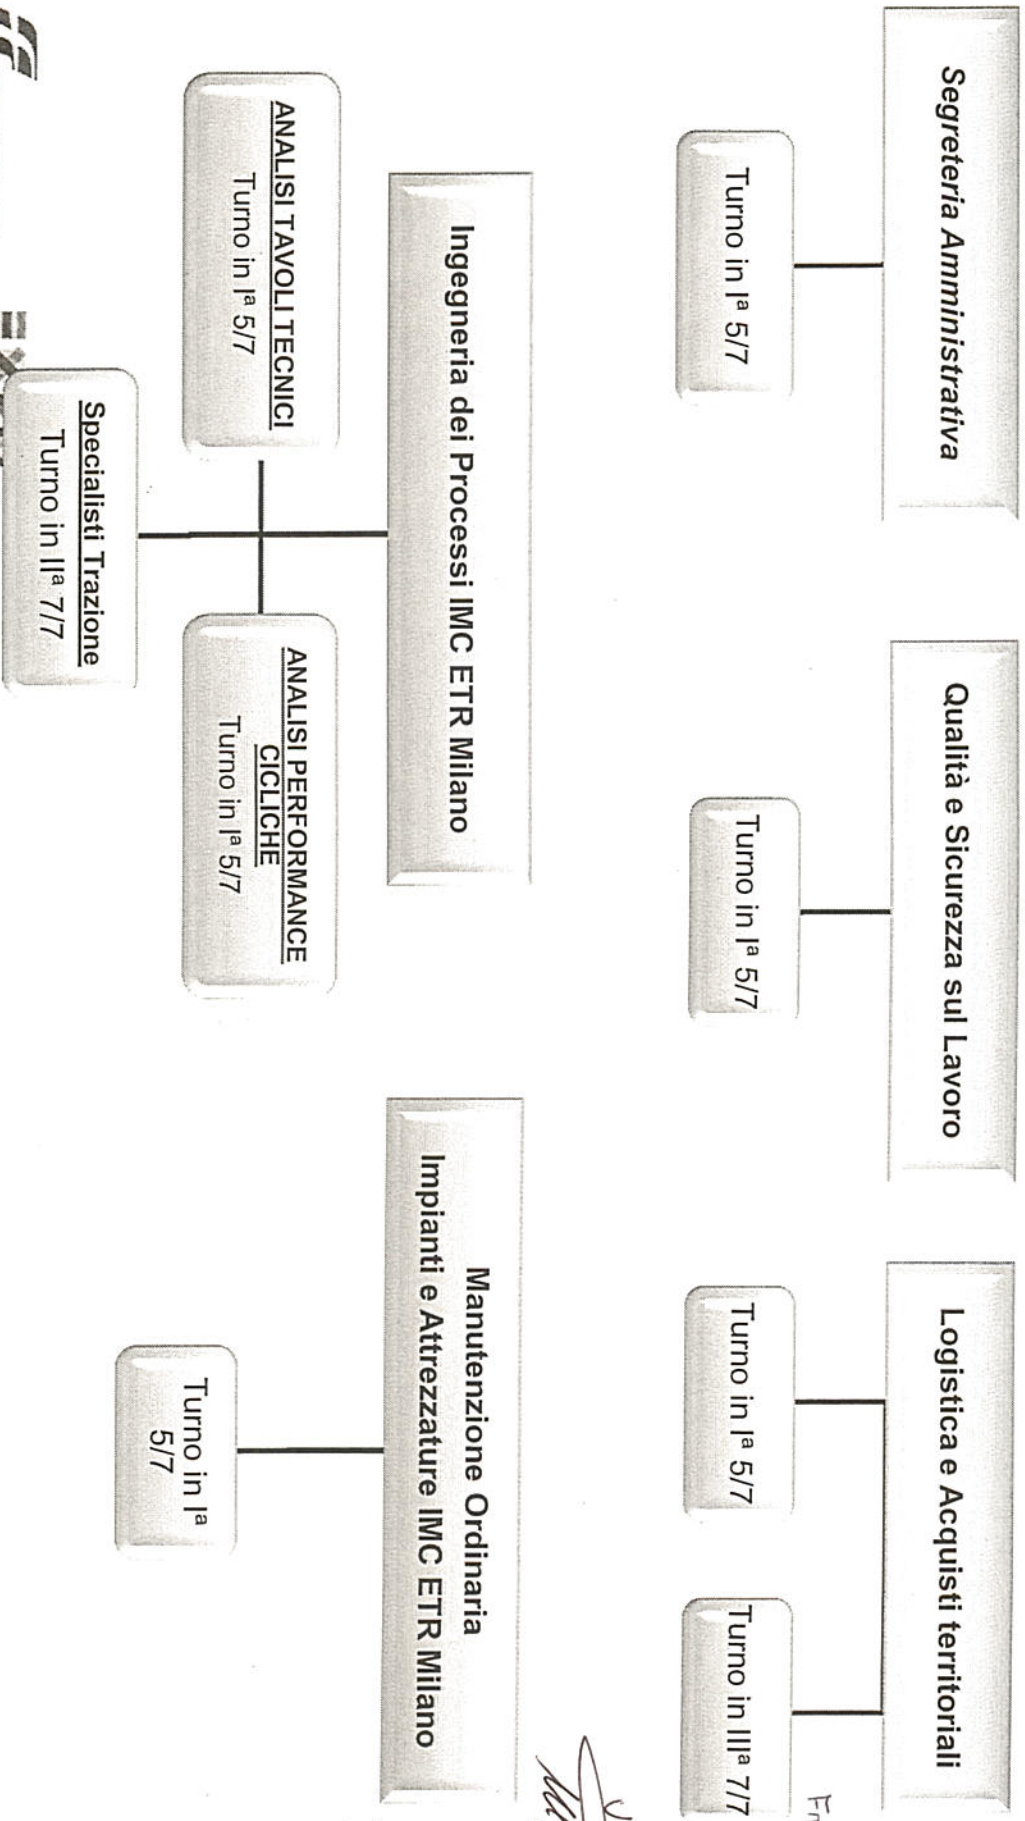 Segreteria Amministrativa
Turno in Iª 5/7
Qualità e Sicurezza sul Lavoro
Turno in Iª 5/7
Logistica e Acquisti territoriali
Turno in Iª 5/7
Turno in IIIª 7/7
Ingegneria dei Processi IMC ETR Milano
ANALISI TAVOLI TECNICI
Turno in Iª 5/7
ANALISI PERFORMANCE
CICLICHE
Turno in Iª 5/7
Specialisti Trazione
Turno in IIª 7/7
Manutenzione Ordinaria
Impianti e Attrezzature IMC ETR Milano
Turno in Iª
5/7